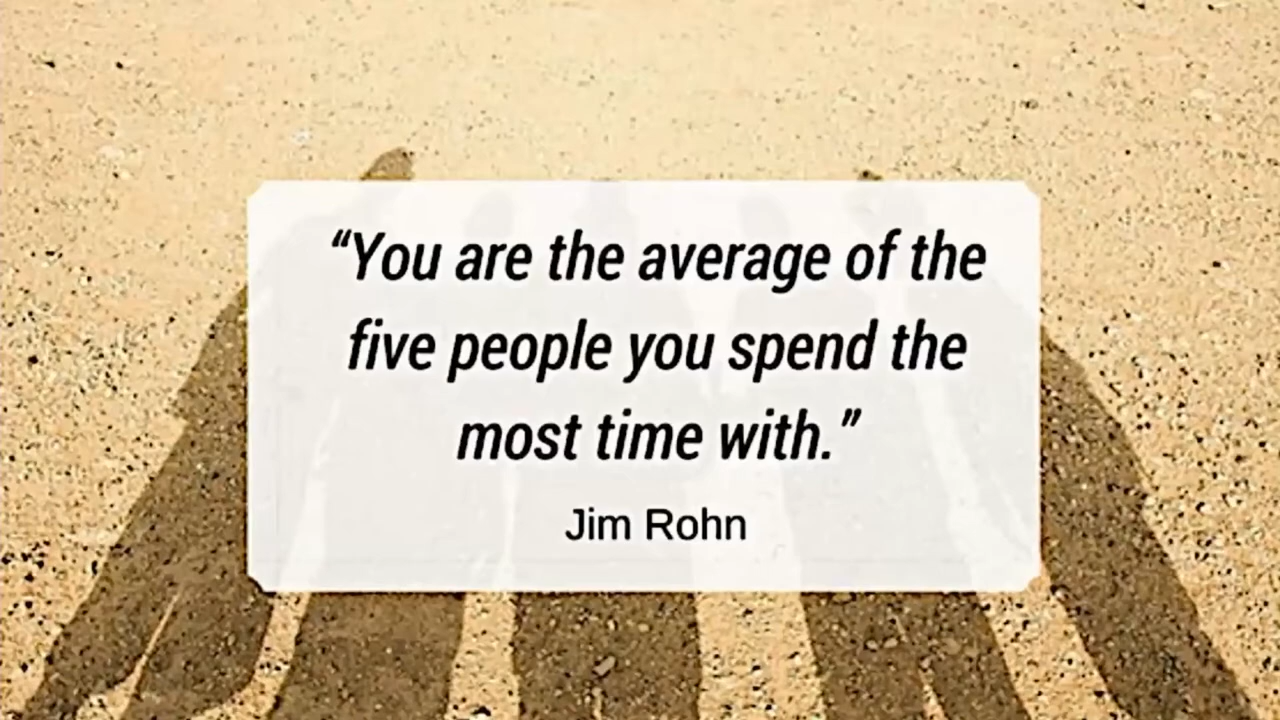 “You are the average of the
five people you spend the
most time with.”
Jim Rohn